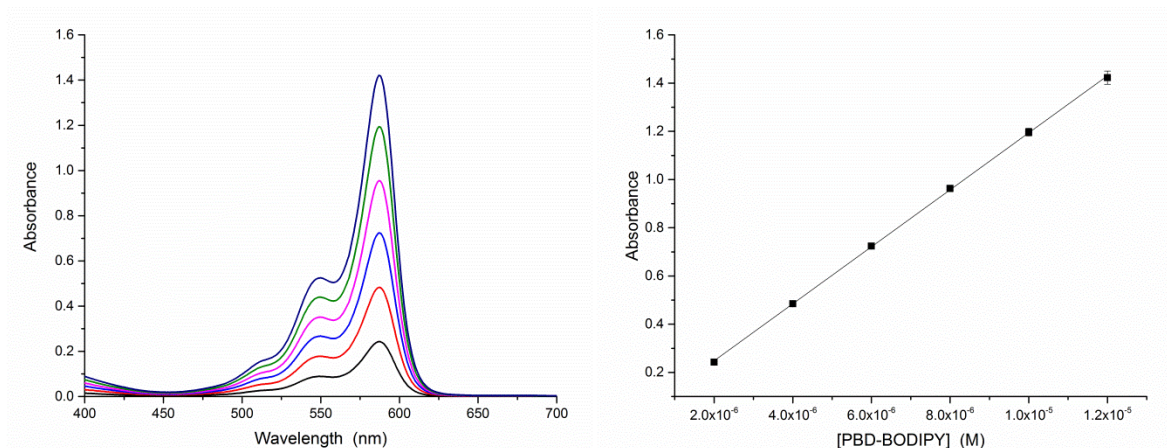 1.6
1.4
1.2
1.0
0.8
0.6
0.4
0.2
0.0
Absorbance
400
450
500
550
600
650
700
Wavelength (nm)
1.6
1.4
1.2
1.0
0.8
0.6
0.4
0.2
Absorbance
2.0x10⁻⁶
4.0x10⁻⁶
6.0x10⁻⁶
8.0x10⁻⁶
1.0x10⁻⁵
1.2x10⁻⁵
[PBD-BODIPY] (M)